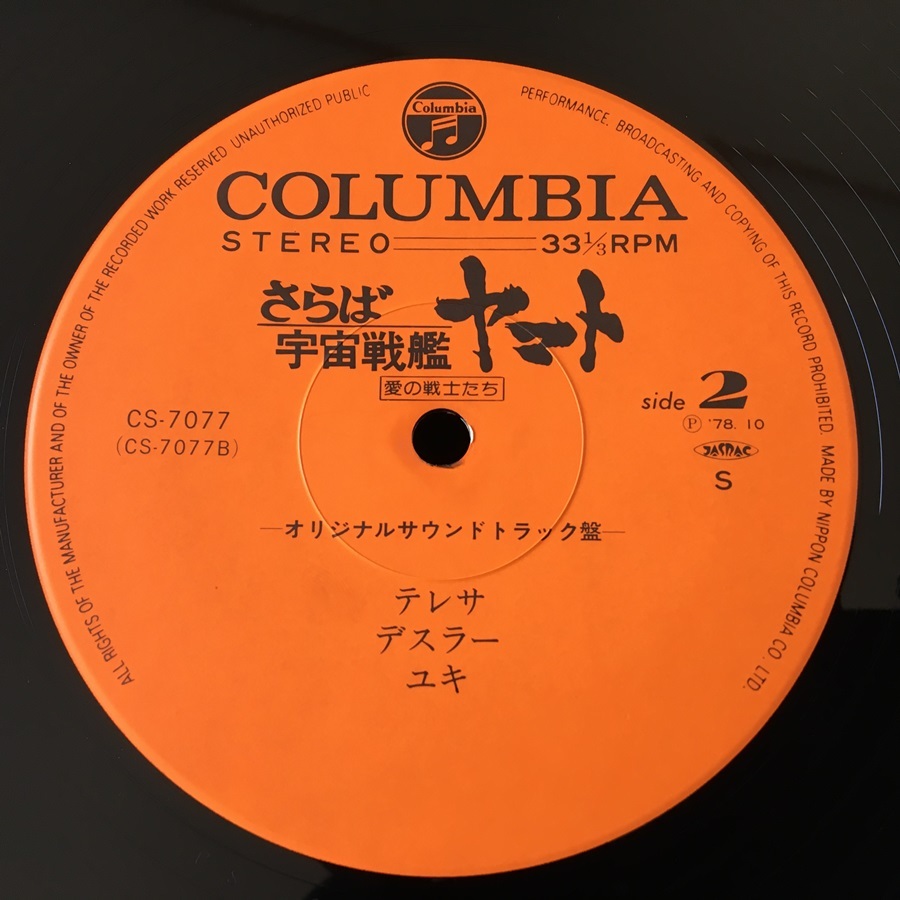 Columbia
COLUMBIA
STEREO 33 1/3 RPM
さらば
宇宙戦艦
ヤマト
愛の戦士たち
CS-7077
(CS-7077B)
side 2
Ⓟ '78. 10
JASRAC
S
オリジナルサウンドトラック盤
テレサ
デスラー
ユキ
ALL RIGHTS OF THE MANUFACTURER AND OF THE OWNER OF THE RECORDED WORK RESERVED UNAUTHORIZED PUBLIC PERFORMANCE, BROADCASTING AND COPYING OF THIS RECORD PROHIBITED. MADE BY NIPPON COLUMBIA CO. LTD.